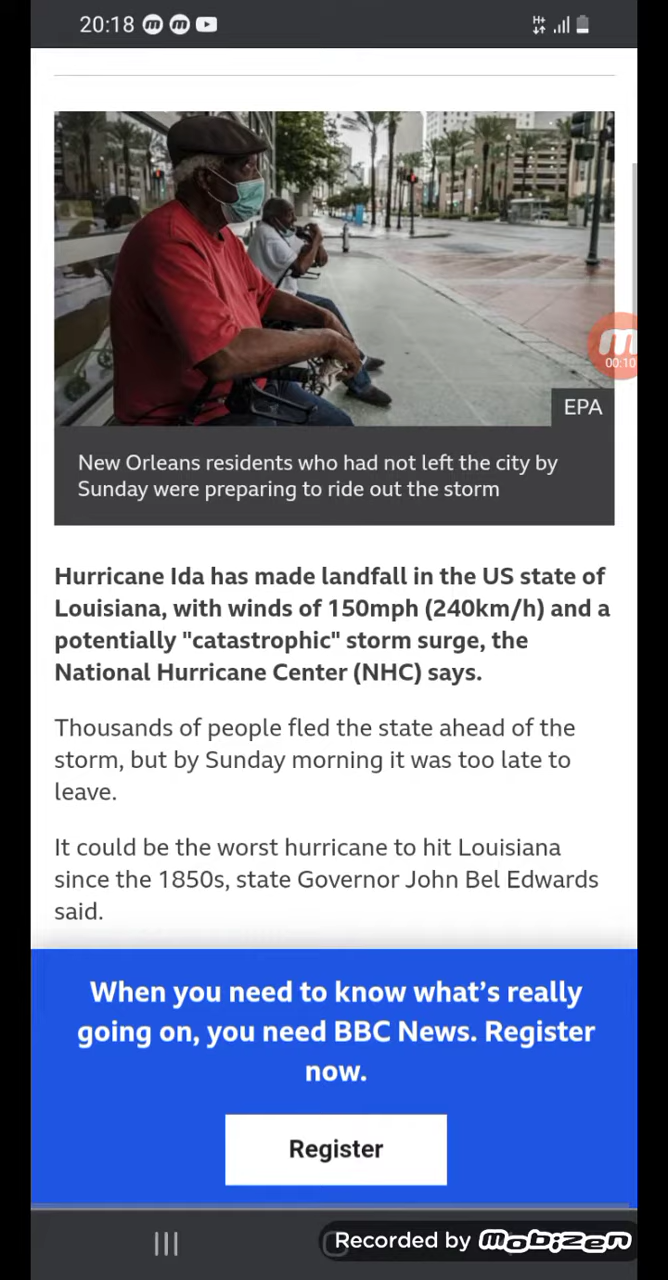 20:18
H+
00:10
EPA
New Orleans residents who had not left the city by
Sunday were preparing to ride out the storm
Hurricane Ida has made landfall in the US state of
Louisiana, with winds of 150mph (240km/h) and a
potentially "catastrophic" storm surge, the
National Hurricane Center (NHC) says.
Thousands of people fled the state ahead of the
storm, but by Sunday morning it was too late to
leave.
It could be the worst hurricane to hit Louisiana
since the 1850s, state Governor John Bel Edwards
said.
When you need to know what’s really
going on, you need BBC News. Register
now.
Register
Recorded by mobizen